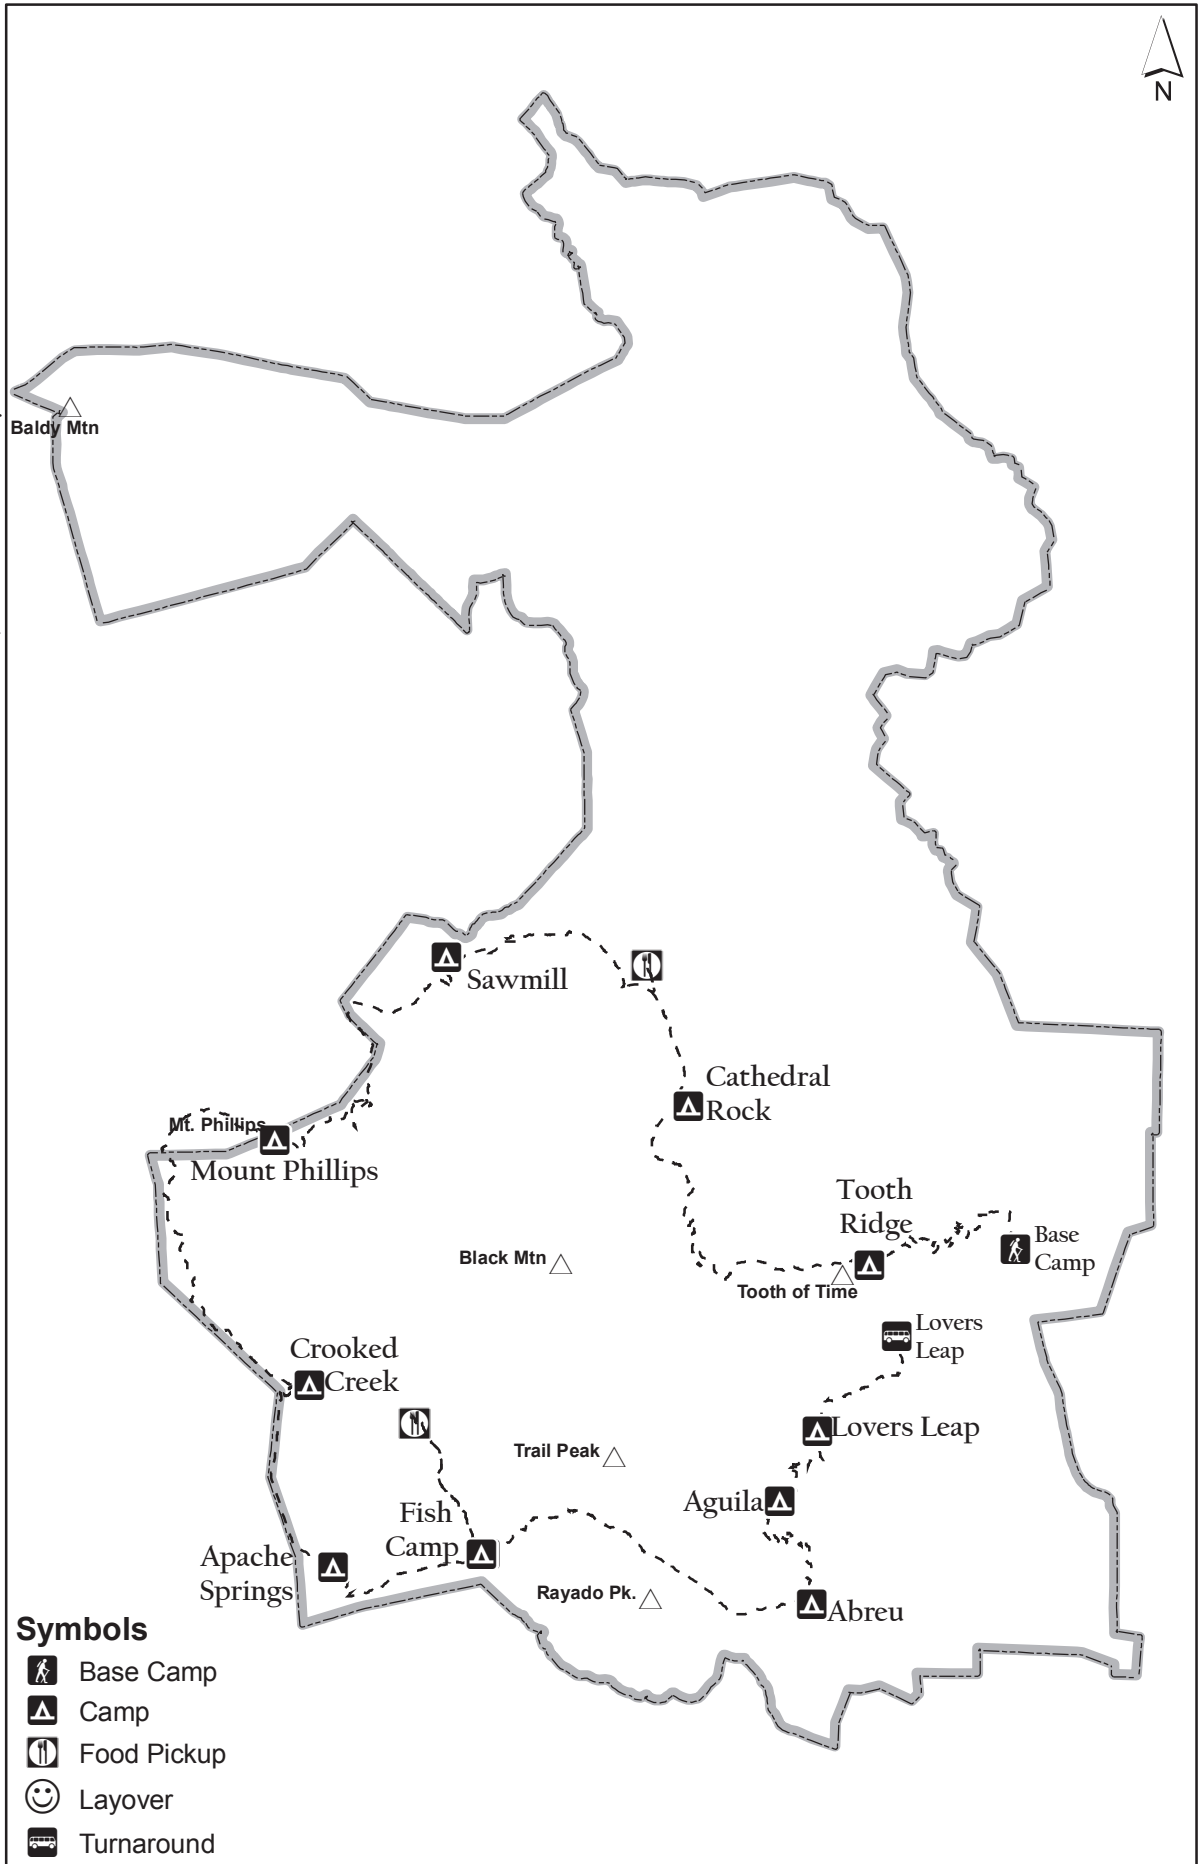 N
Baldy Mtn
Sawmill
Cathedral
Rock
Mt. Phillips
Mount Phillips
Tooth
Ridge
Base
Camp
Black Mtn
Tooth of Time
Lovers
Leap
Crooked
Creek
Lovers Leap
Trail Peak
Aguila
Fish
Camp
Apache
Springs
Rayado Pk.
Abreu
Symbols
Base Camp
Camp
Food Pickup
Layover
Turnaround